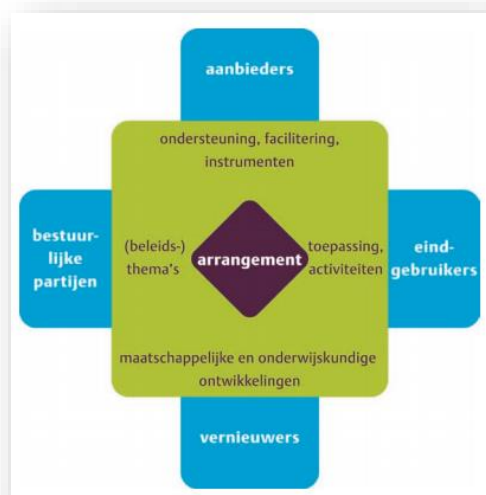 aanbieders
ondersteuning, facilitering,
instrumenten
bestuur-
lijke
partijen
(beleids-)
thema's
arrangement
toepassing,
activiteiten
eind-
gebruikers
maatschappelijke en onderwijskundige
ontwikkelingen
vernieuwers